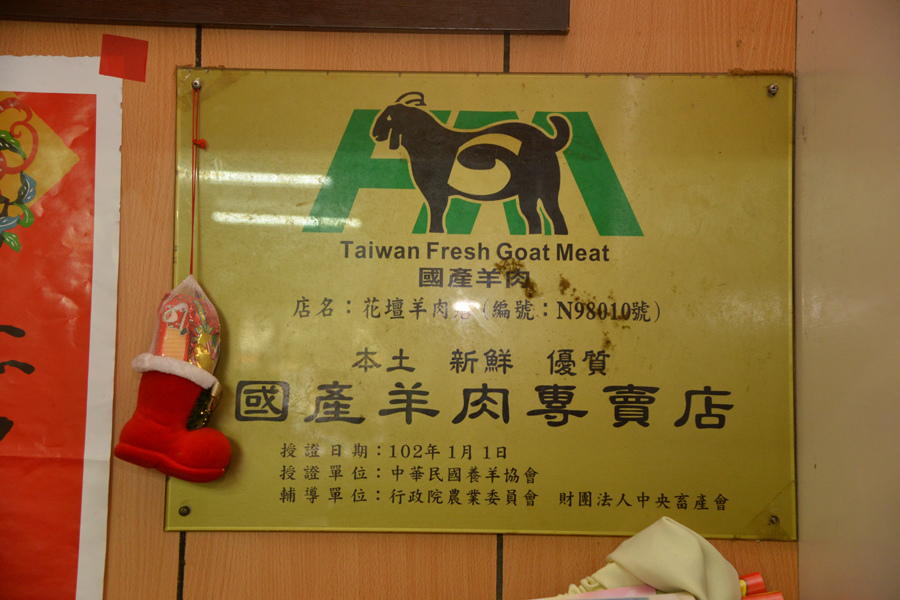 Taiwan Fresh Goat Meat
國產羊肉
店名：花壇羊肉 （編號：N98010號）
本土 新鮮 優質
國產羊肉專賣店
授證日期：102年1月1日
授證單位：中華民國養羊協會
輔導單位：行政院農業委員會 財團法人中央畜產會